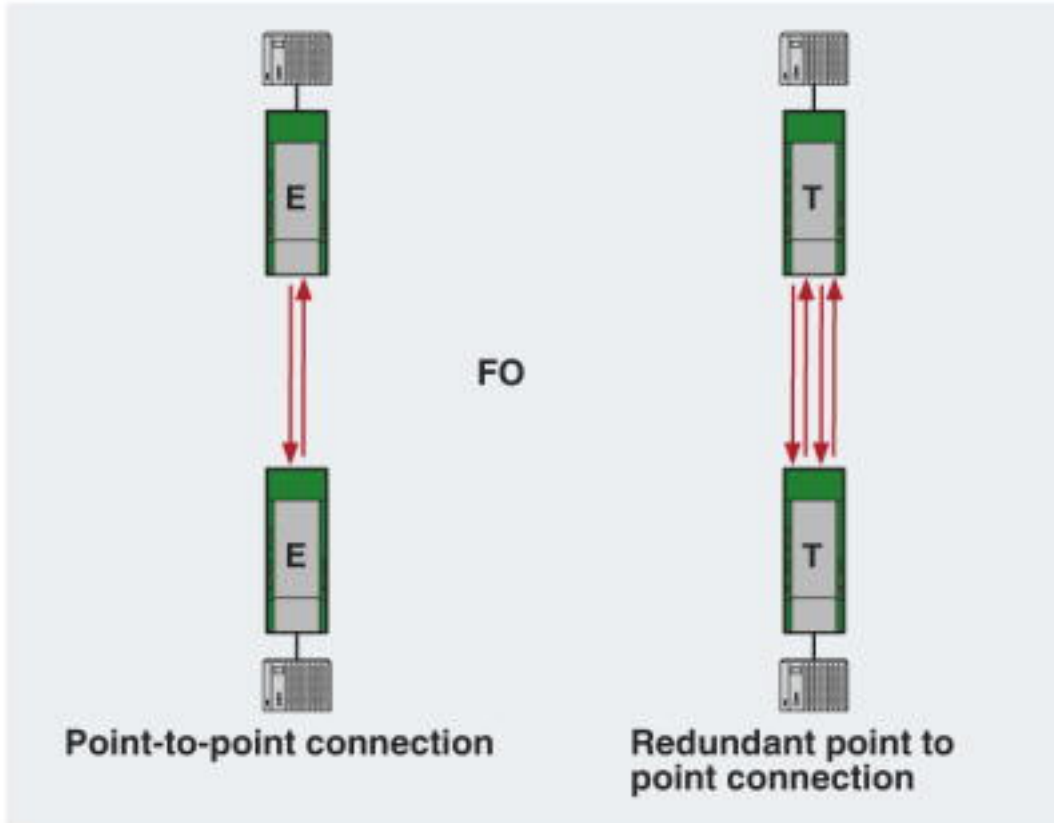 E
T
FO
E
T
Point-to-point connection
Redundant point to
point connection